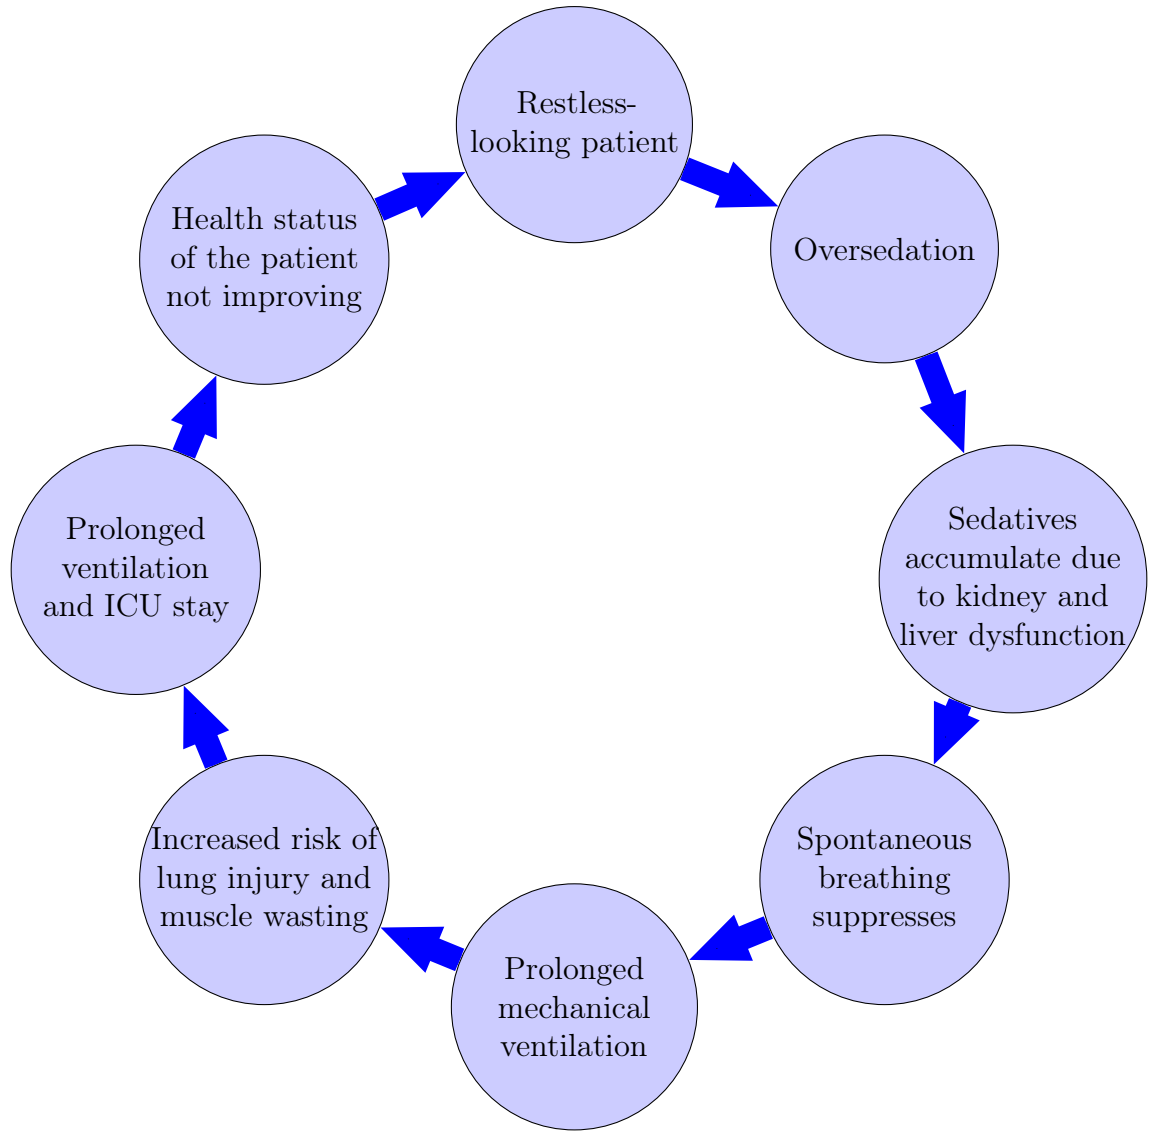 Restless-
looking patient
Oversedation
Sedatives
accumulate due
to kidney and
liver dysfunction
Spontaneous
breathing
suppresses
Prolonged
mechanical
ventilation
Increased risk of
lung injury and
muscle wasting
Prolonged
ventilation
and ICU stay
Health status
of the patient
not improving